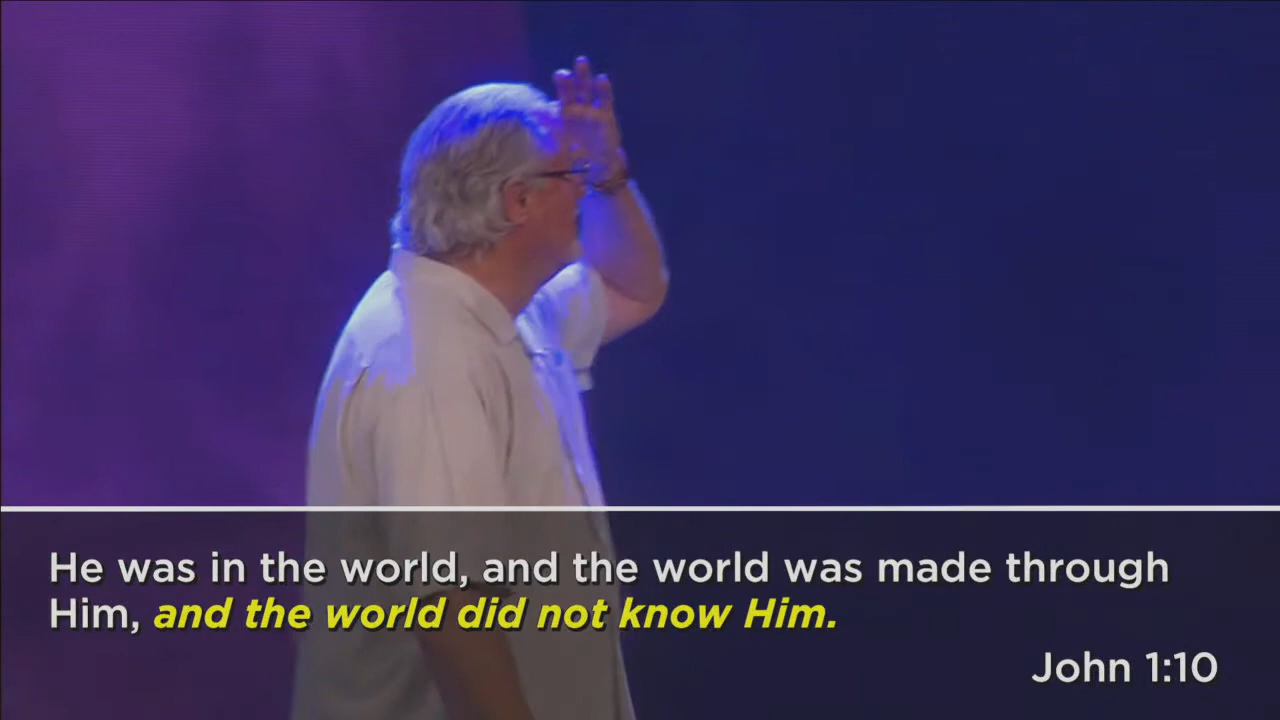 He was in the world, and the world was made through
Him, and the world did not know Him.
John 1:10